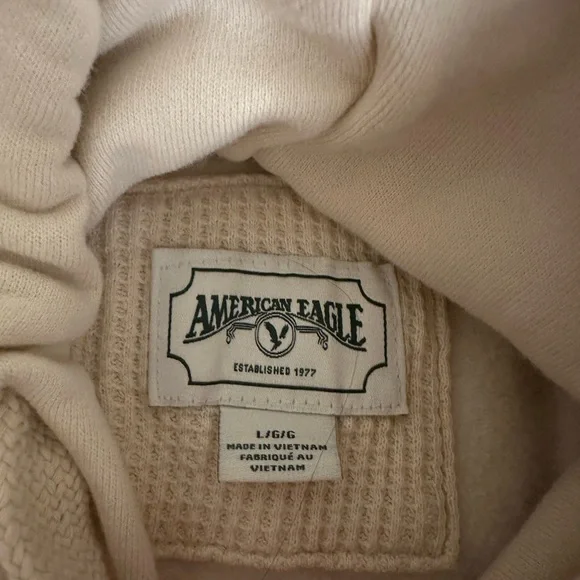 AMERICAN EAGLE
ESTABLISHED 1977
L/G/G
MADE IN VIETNAM
FABRIQUÉ AU
VIETNAM